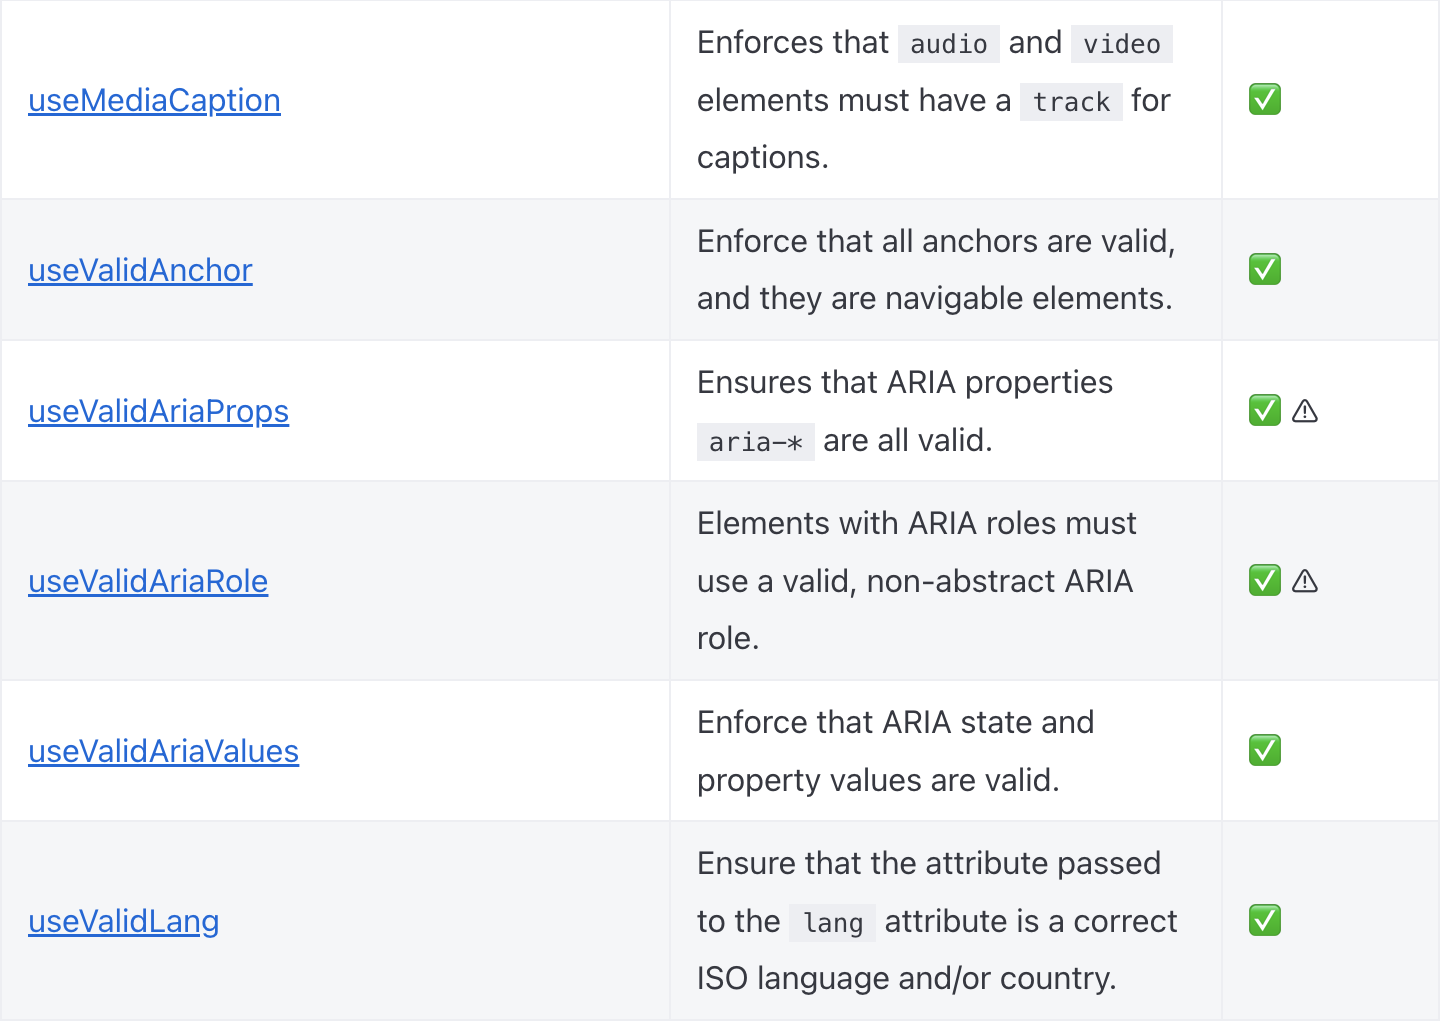 useMediaCaption
Enforces that audio and video
elements must have a track for
captions.
✅
useValidAnchor
Enforce that all anchors are valid,
and they are navigable elements.
✅
useValidAriaProps
Ensures that ARIA properties
aria-* are all valid.
✅ ⚠
useValidAriaRole
Elements with ARIA roles must
use a valid, non-abstract ARIA
role.
✅ ⚠
useValidAriaValues
Enforce that ARIA state and
property values are valid.
✅
useValidLang
Ensure that the attribute passed
to the lang attribute is a correct
ISO language and/or country.
✅